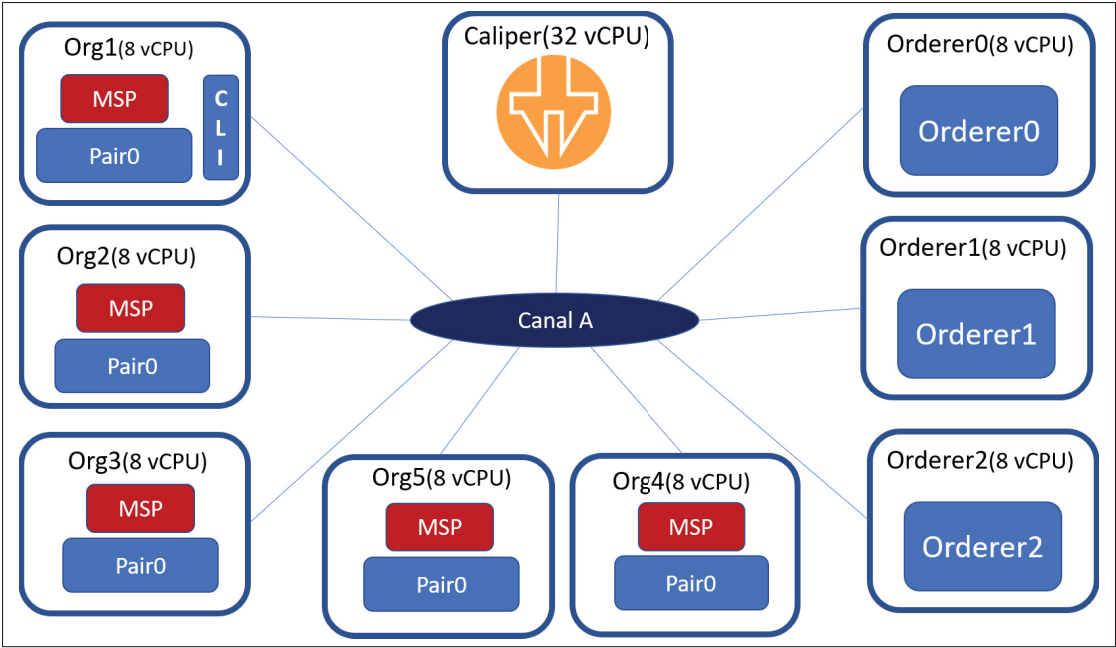 Org1(8 vCPU)
MSP
Pair0
CLI
Caliper(32 vCPU)
Orderer0(8 vCPU)
Orderer0
Org2(8 vCPU)
MSP
Pair0
Canal A
Orderer1(8 vCPU)
Orderer1
Org3(8 vCPU)
MSP
Pair0
Org5(8 vCPU)
MSP
Pair0
Org4(8 vCPU)
MSP
Pair0
Orderer2(8 vCPU)
Orderer2